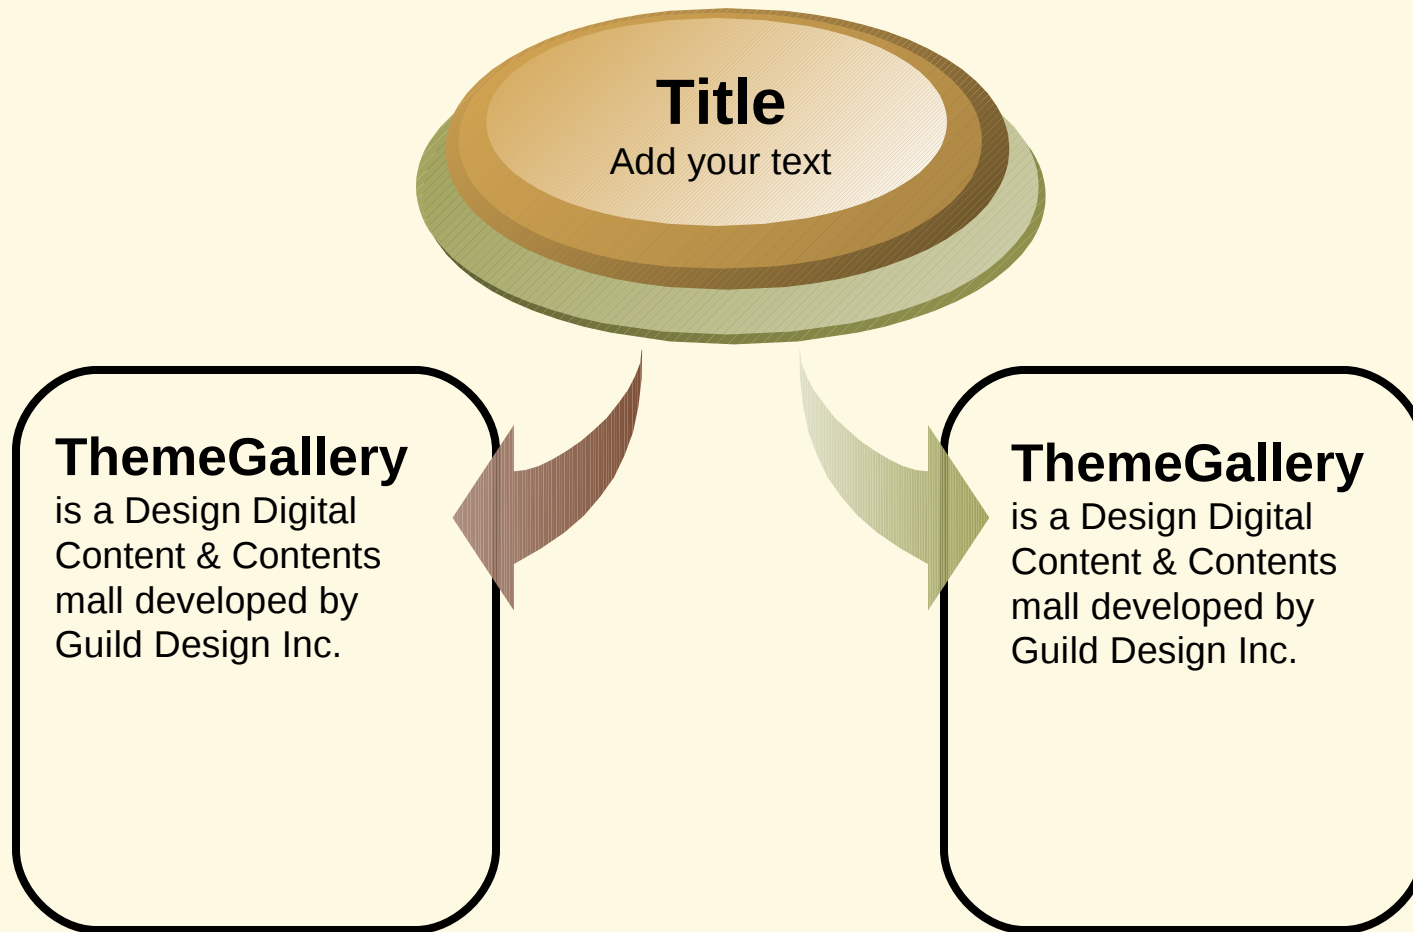 Title
Add your text
ThemeGallery
is a Design Digital
Content & Contents
mall developed by
Guild Design Inc.
ThemeGallery
is a Design Digital
Content & Contents
mall developed by
Guild Design Inc.